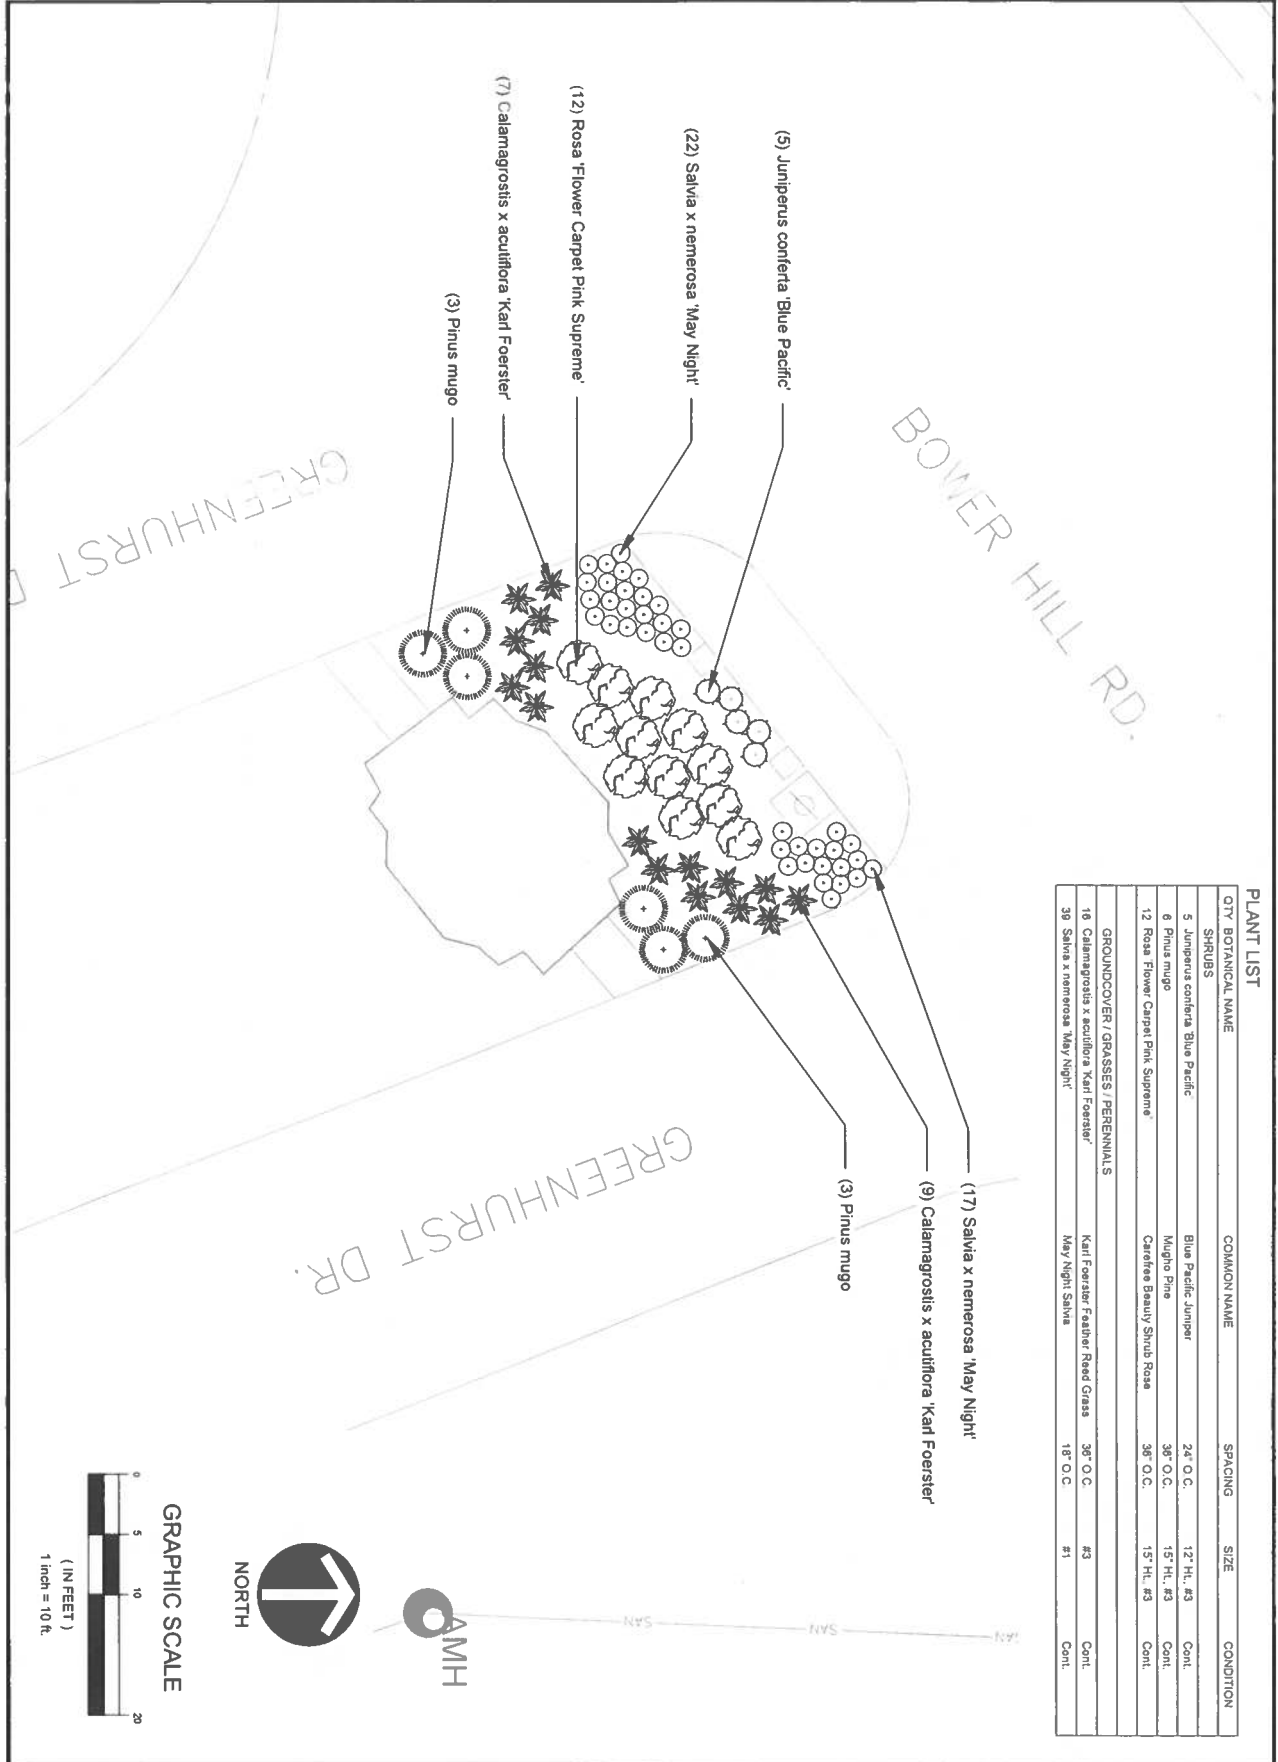 PLANT LIST
QTY BOTANICAL NAME COMMON NAME SPACING SIZE CONDITION
SHRUBS
5 Juniperus conferta 'Blue Pacific' Blue Pacific Juniper 24" O.C. 12" Ht., #3 Cont.
6 Pinus mugo Mugho Pine 36" O.C. 15" Ht., #3 Cont.
12 Rosa 'Flower Carpet Pink Supreme' Carefree Beauty Shrub Rose 36" O.C. 15" Ht., #3 Cont.
GROUNDCOVER / GRASSES / PERENNIALS
16 Calamagrostis x acutiflora 'Karl Foerster' Karl Foerster Feather Reed Grass 36" O.C. #3 Cont.
39 Salvia x nemerosa 'May Night' May Night Salvia 18" O.C. #1 Cont.
BOWER HILL RD.
(5) Juniperus conferta 'Blue Pacific'
(22) Salvia x nemerosa 'May Night'
(12) Rosa 'Flower Carpet Pink Supreme'
(7) Calamagrostis x acutiflora 'Karl Foerster'
(3) Pinus mugo
(17) Salvia x nemerosa 'May Night'
(9) Calamagrostis x acutiflora 'Karl Foerster'
(3) Pinus mugo
GREENHURST
GREENHURST DR.
SAN
SAN
AMH
NORTH
GRAPHIC SCALE
0 5 10 20
( IN FEET )
1 inch = 10 ft.